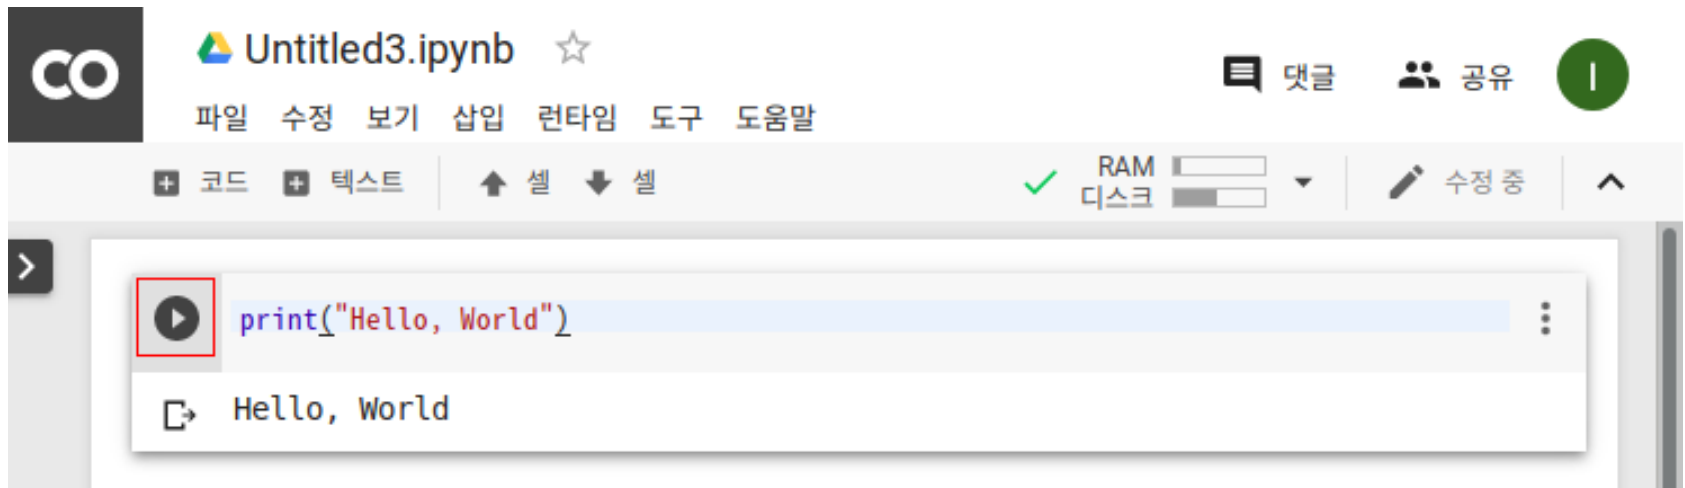 CO
Untitled3.ipynb
파일 수정 보기 삽입 런타임 도구 도움말
댓글 공유 I
코드 텍스트 셀 셀
RAM
디스크
수정 중
print("Hello, World")
Hello, World